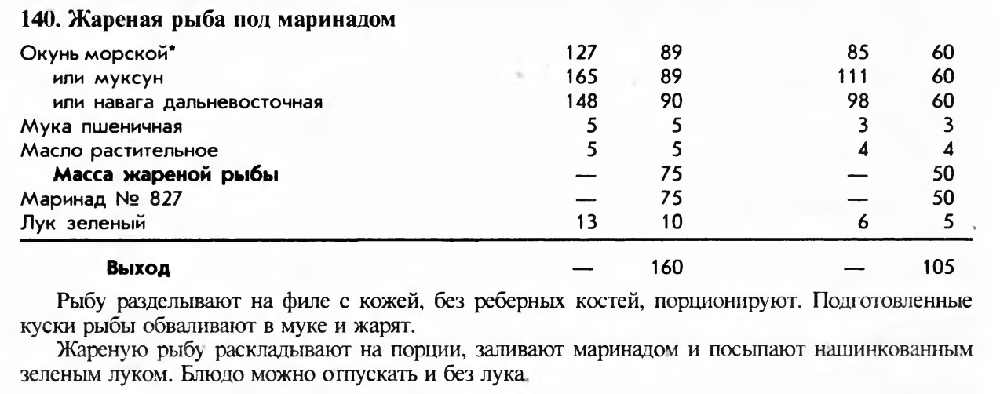 140. Жареная рыба под маринадом
Окунь морской* 127 89 85 60
или муксун 165 89 111 60
или навага дальневосточная 148 90 98 60
Мука пшеничная 5 5 3 3
Масло растительное 5 5 4 4
Масса жареной рыбы — 75 — 50
Маринад № 827 — 75 — 50
Лук зеленый 13 10 6 5
Выход — 160 — 105
Рыбу разделывают на филе с кожей, без реберных костей, порционируют. Подготовленные
куски рыбы обваливают в муке и жарят.
Жареную рыбу раскладывают на порции, заливают маринадом и посыпают нашинкованным
зеленым луком. Блюдо можно отпускать и без лука.